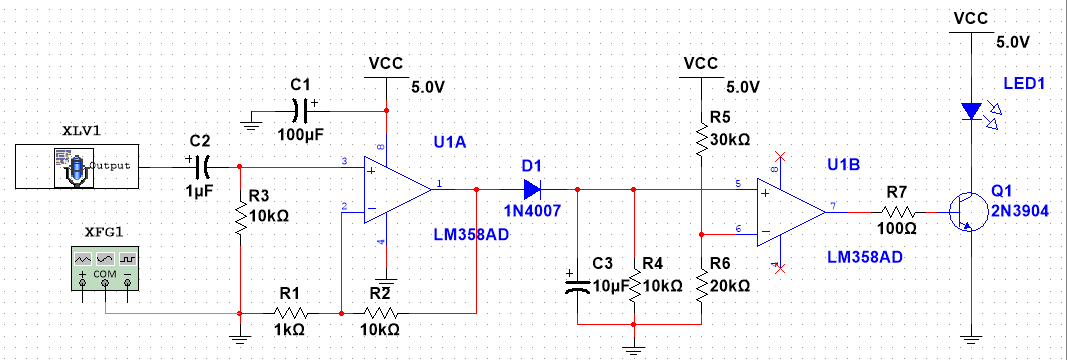 VCC
5.0V
LED1
VCC
5.0V
VCC
5.0V
C1
+
100µF
R5
30kΩ
XLV1
Output
C2
+
1µF
U1A
8
3
+
1
2
−
4
LM358AD
D1
1N4007
U1B
8
5
+
7
6
−
4
LM358AD
R7
100Ω
Q1
2N3904
R3
10kΩ
XFG1
+
COM
−
R1
1kΩ
R2
10kΩ
C3
+
10µF
R4
10kΩ
R6
20kΩ